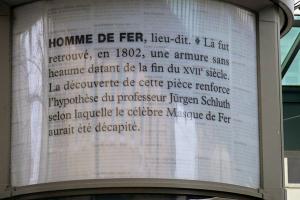 HOMME DE FER, lieu-dit. ♦ Là fut
retrouvé, en 1802, une armure sans
heaume datant de la fin du XVIIe siècle.
La découverte de cette pièce renforce
l'hypothèse du professeur Jürgen Schluth
selon laquelle le célèbre Masque de Fer
aurait été décapité.